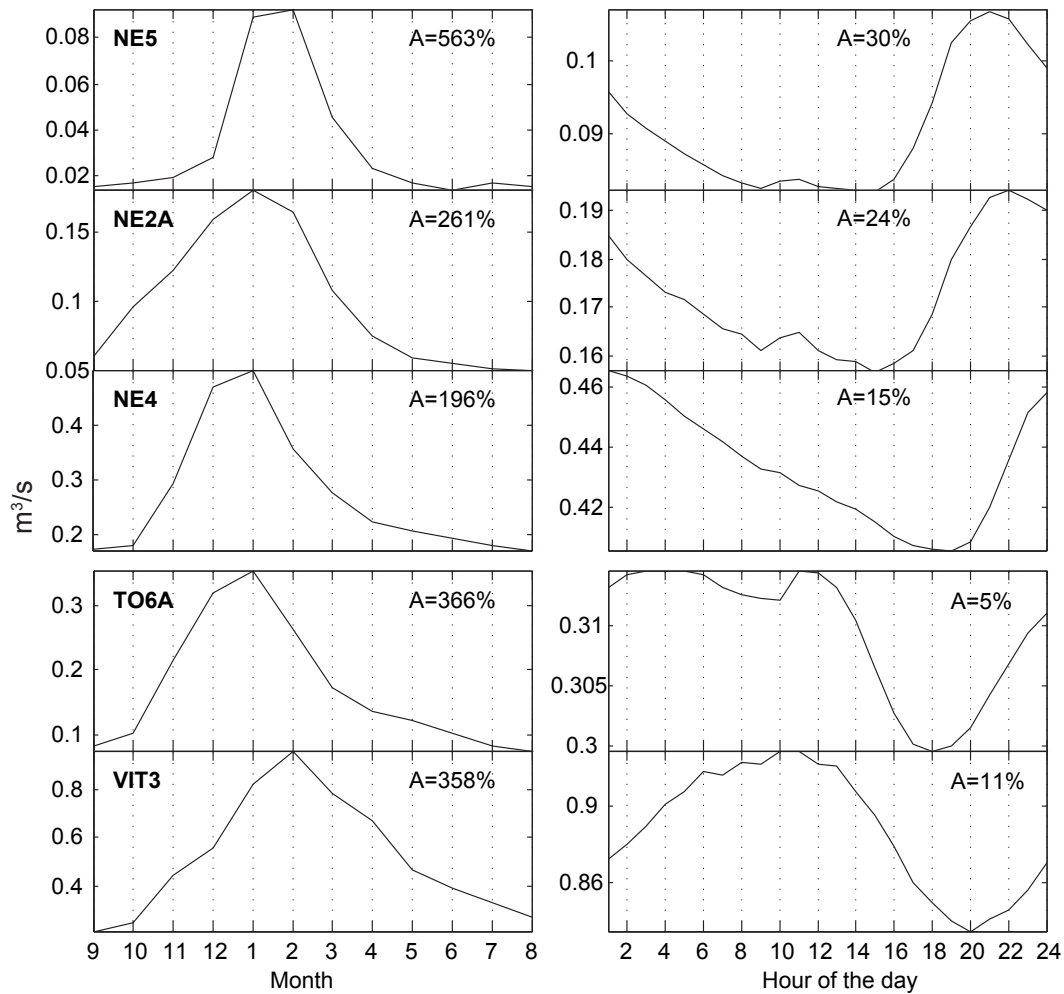 NE5 A=563% A=30%
0.08 0.1
0.06
0.04 0.09
0.02
NE2A A=261% A=24%
0.19
0.15 0.18
0.1 0.17
0.16
0.05
NE4 A=196% A=15%
0.46
0.4 0.44
0.3
0.2 0.42
m³/s
TO6A A=366% A=5%
0.3 0.31
0.2 0.305
0.1 0.3
VIT3 A=358% A=11%
0.8 0.9
0.6
0.4 0.86
9 10 11 12 1 2 3 4 5 6 7 8 2 4 6 8 10 12 14 16 18 20 22 24
Month Hour of the day